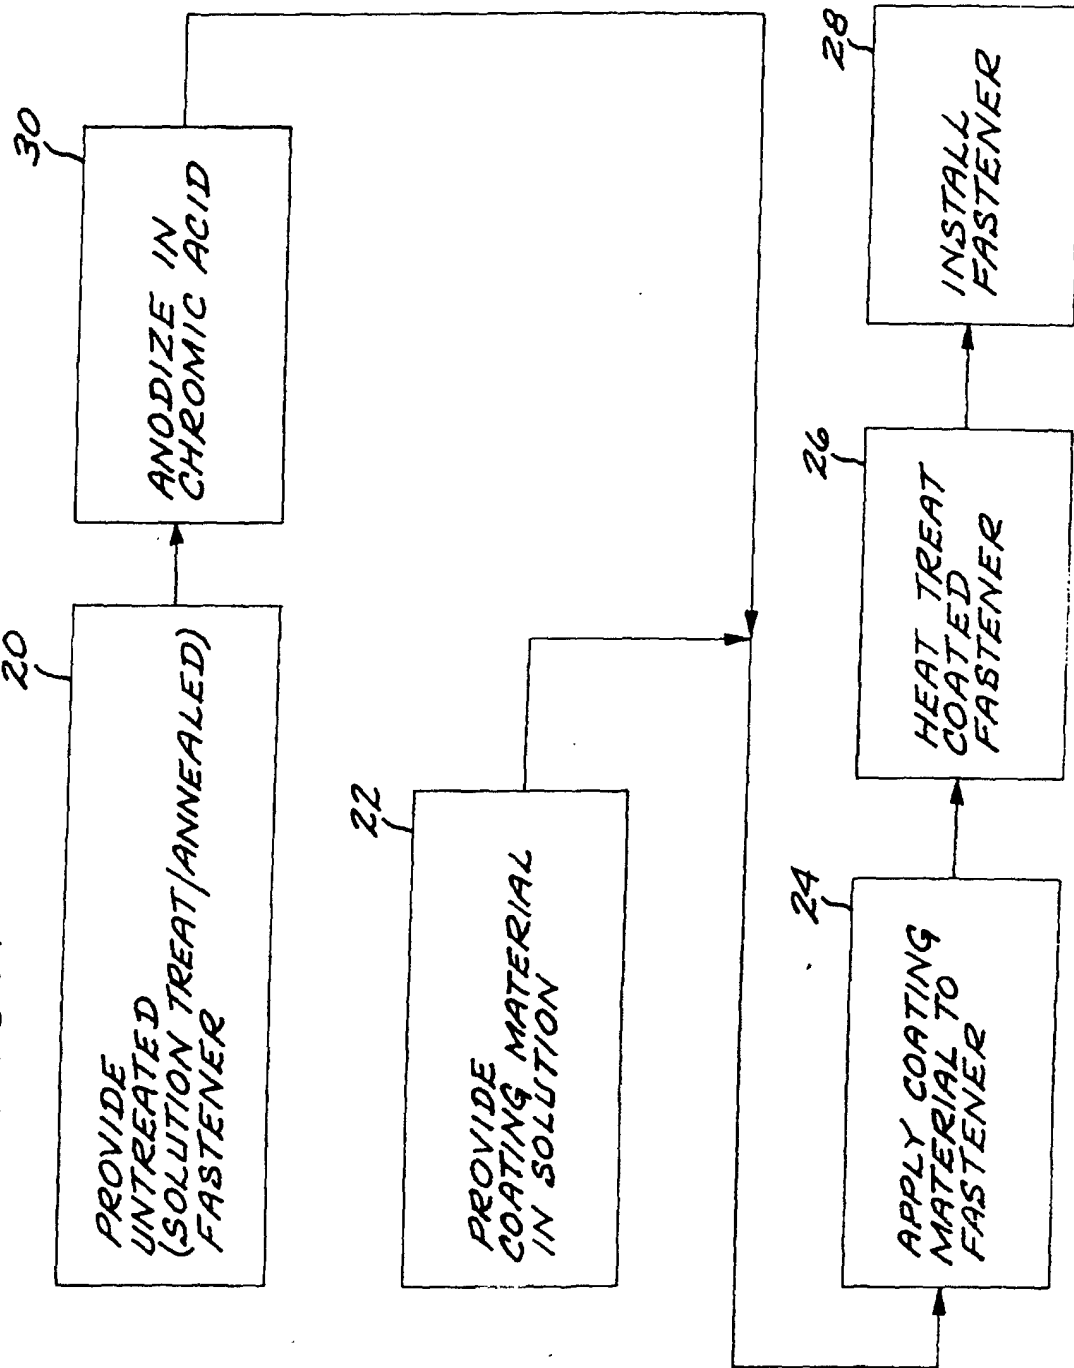 20
PROVIDE
UNTREATED
(SOLUTION TREAT/ANNEALED)
FASTENER
30
ANODIZE IN
CHROMIC ACID
22
PROVIDE
COATING MATERIAL
IN SOLUTION
24
APPLY COATING
MATERIAL TO
FASTENER
26
HEAT TREAT
COATED
FASTENER
28
INSTALL
FASTENER